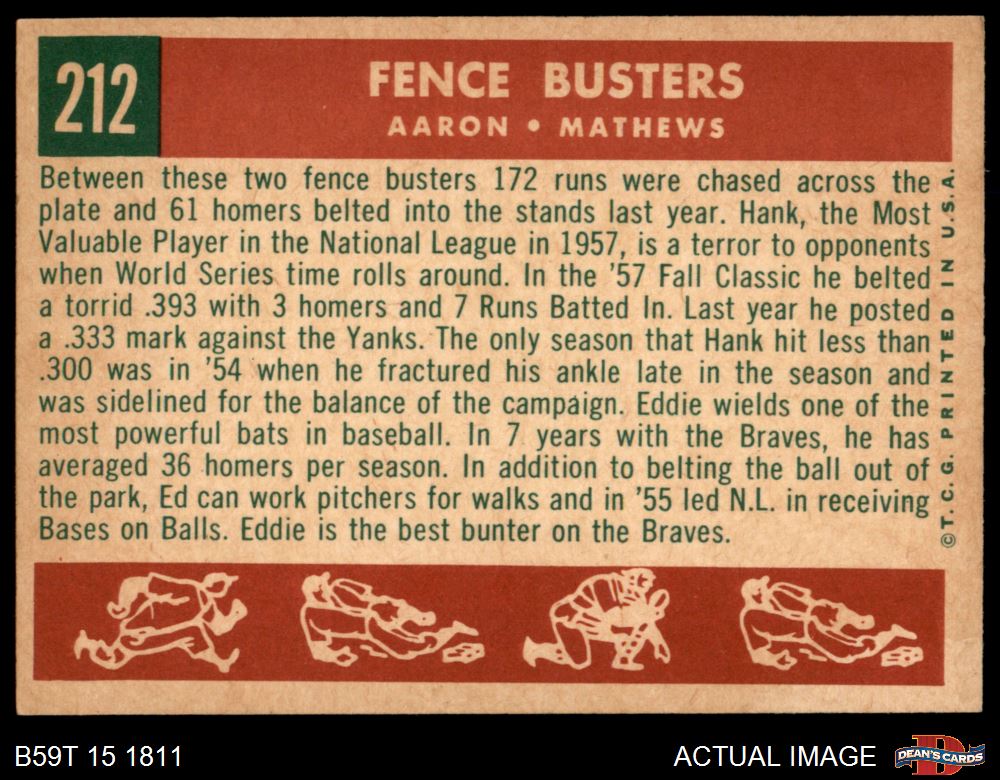 212
FENCE BUSTERS
AARON • MATHEWS
Between these two fence busters 172 runs were chased across the
plate and 61 homers belted into the stands last year. Hank, the Most
Valuable Player in the National League in 1957, is a terror to opponents
when World Series time rolls around. In the '57 Fall Classic he belted
a torrid .393 with 3 homers and 7 Runs Batted In. Last year he posted
a .333 mark against the Yanks. The only season that Hank hit less than
.300 was in '54 when he fractured his ankle late in the season and
was sidelined for the balance of the campaign. Eddie wields one of the
most powerful bats in baseball. In 7 years with the Braves, he has
averaged 36 homers per season. In addition to belting the ball out of
the park, Ed can work pitchers for walks and in '55 led N.L. in receiving
Bases on Balls. Eddie is the best bunter on the Braves.
©T.C.G. PRINTED IN U.S.A.
B59T 15 1811
ACTUAL IMAGE
D
DEAN'S CARDS